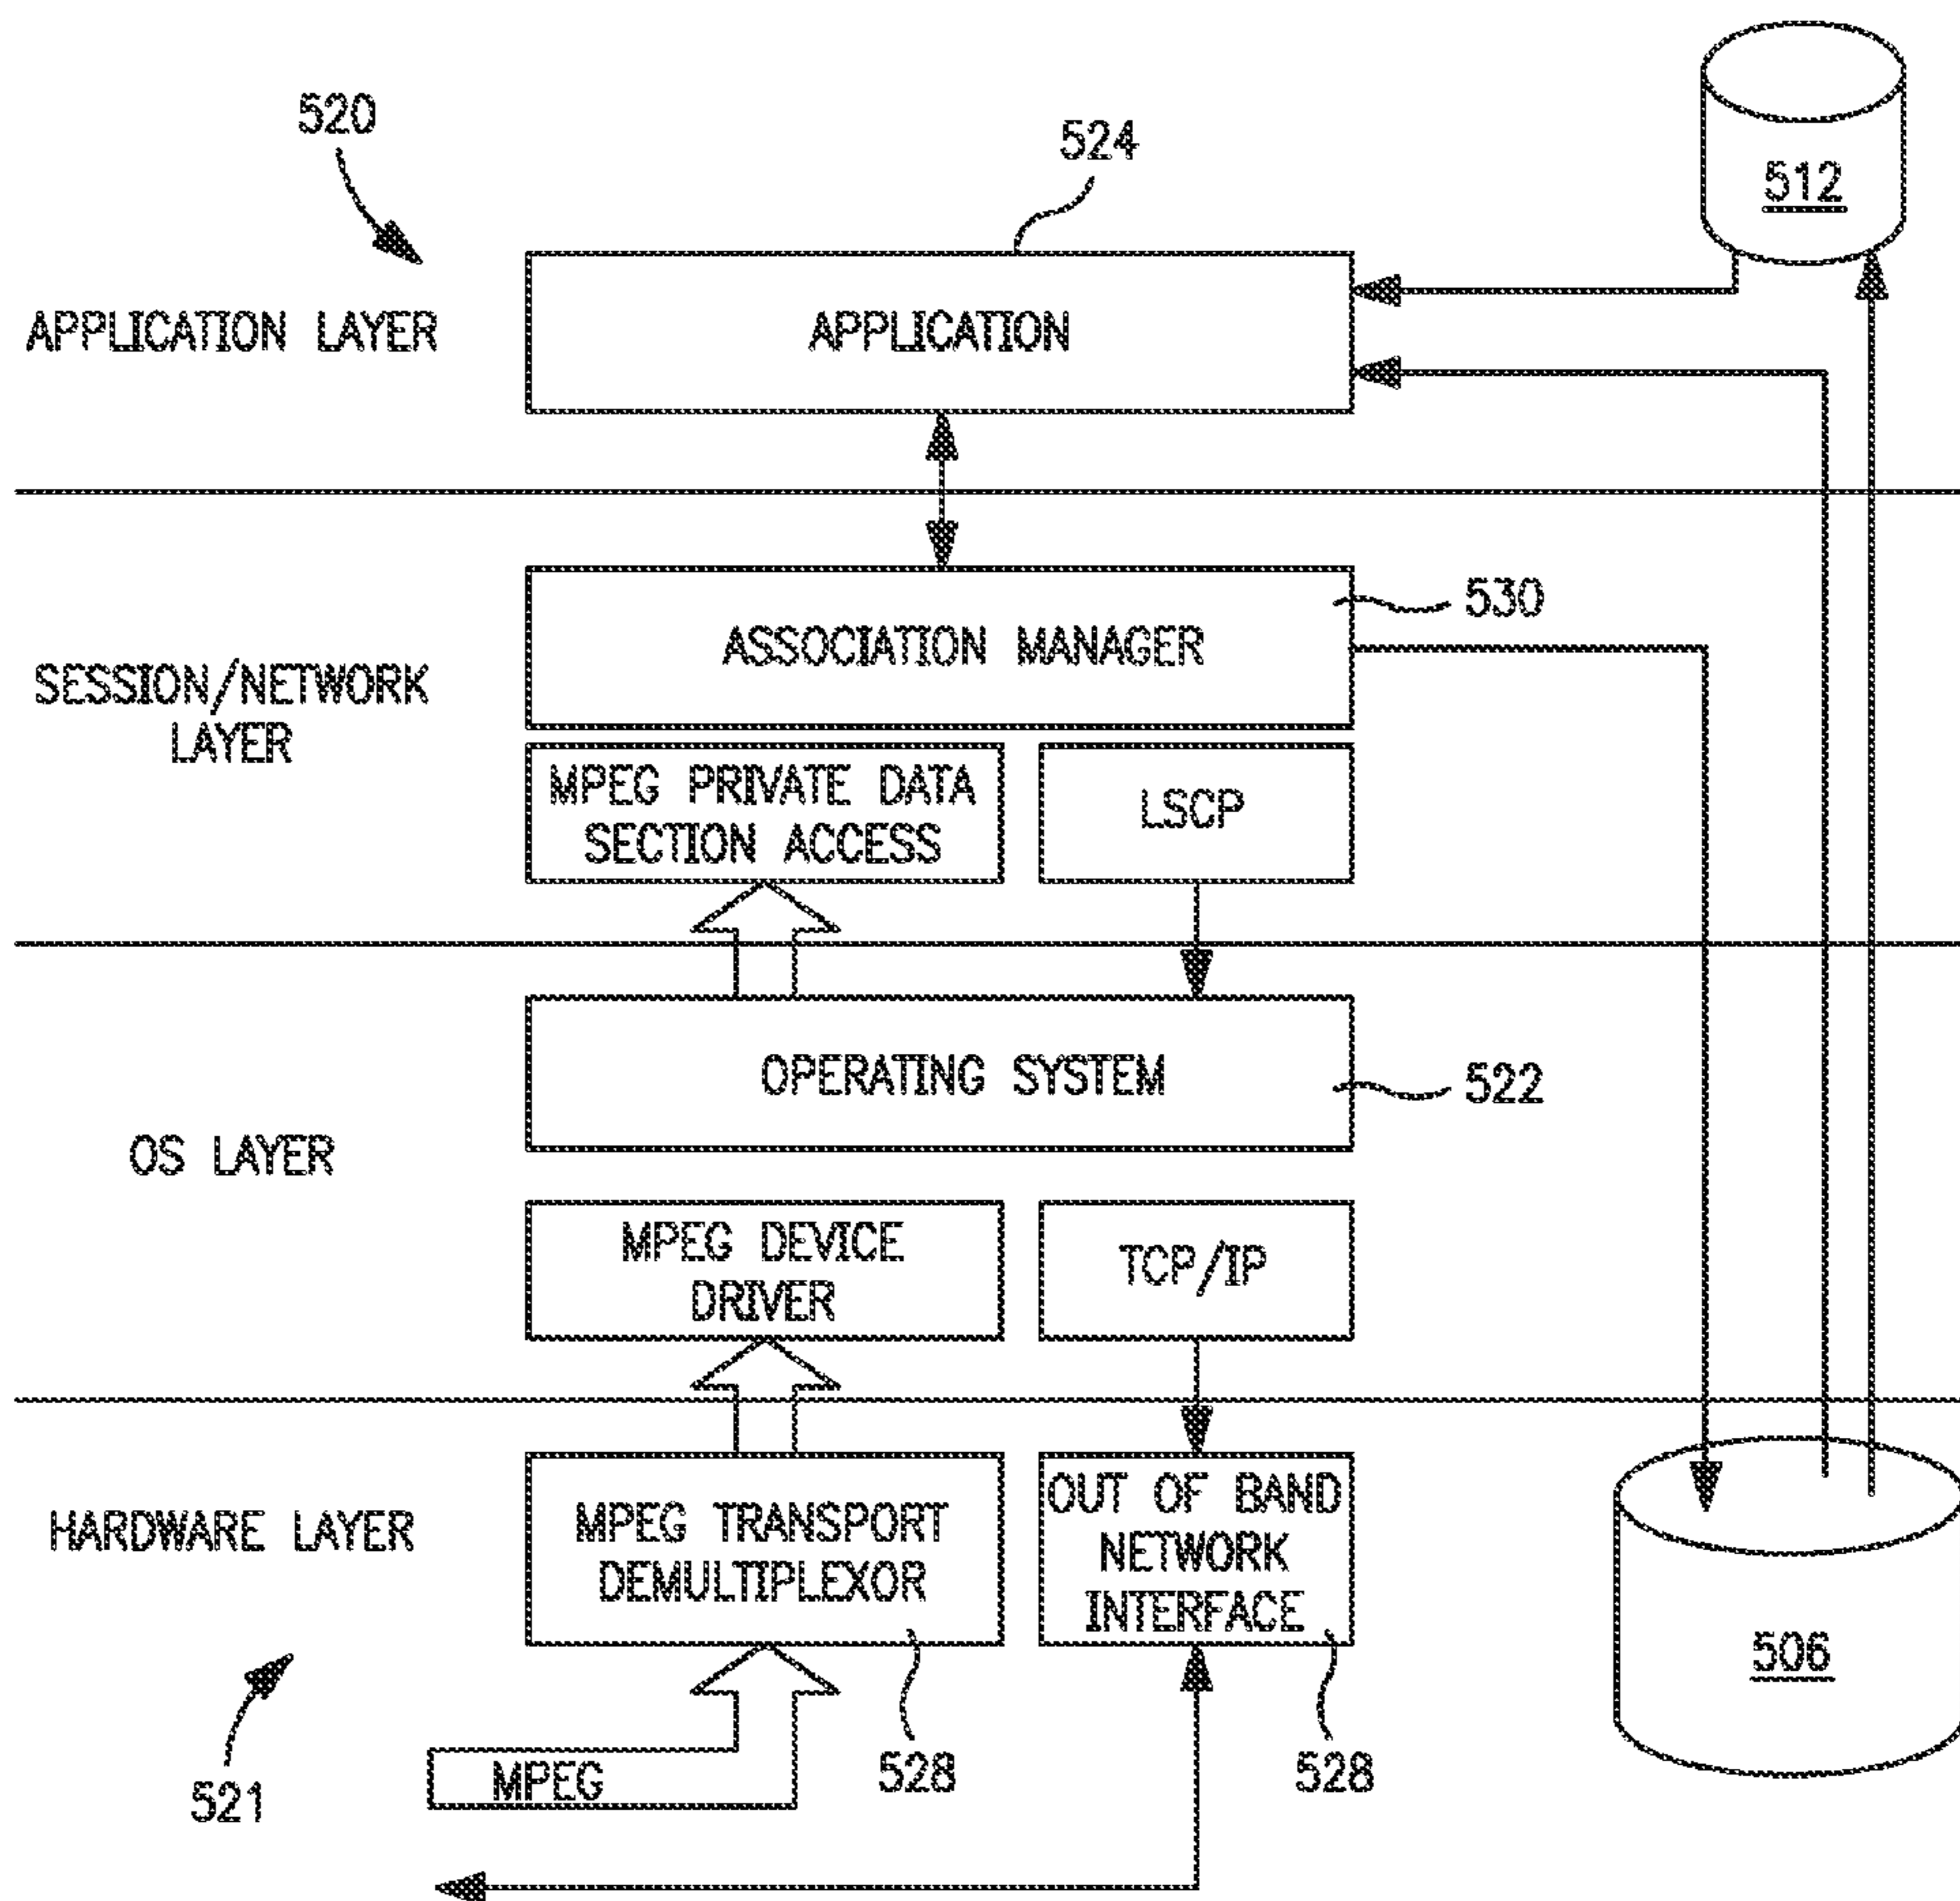 520
524
512
APPLICATION LAYER
APPLICATION
530
ASSOCIATION MANAGER
SESSION/NETWORK
LAYER
MPEG PRIVATE DATA
SECTION ACCESS
LSCP
OPERATING SYSTEM
522
OS LAYER
MPEG DEVICE
DRIVER
TCP/IP
HARDWARE LAYER
MPEG TRANSPORT
DEMULTIPLEXOR
OUT OF BAND
NETWORK
INTERFACE
506
521
MPEG
528
528